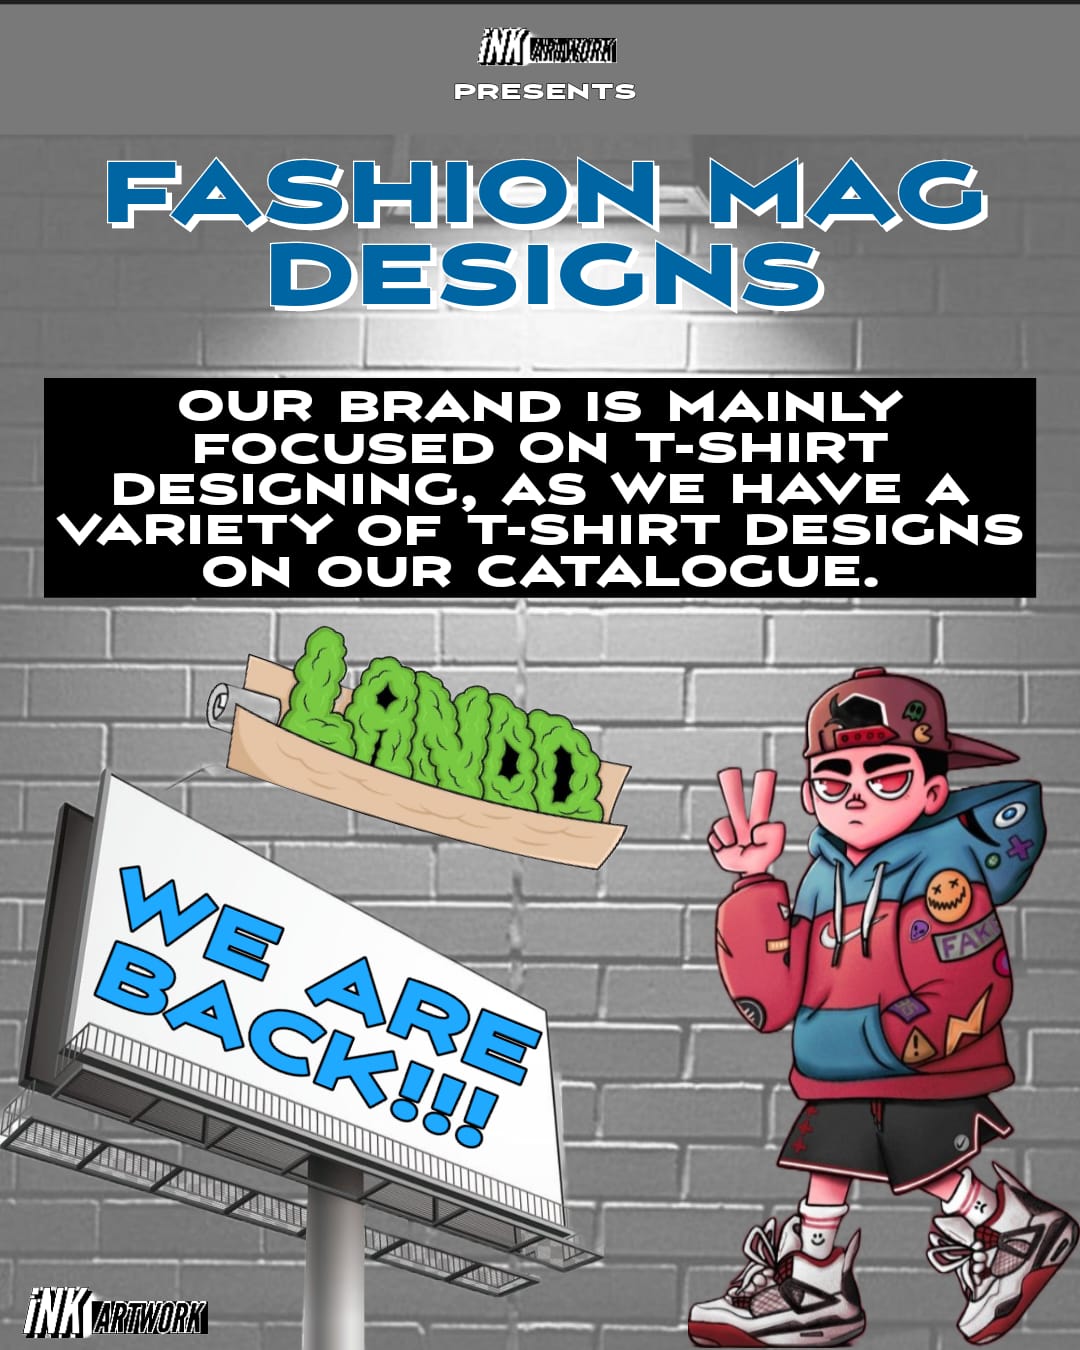 iNK ARTWORK
PRESENTS
FASHION MAG
DESIGNS
OUR BRAND IS MAINLY
FOCUSED ON T-SHIRT
DESIGNING, AS WE HAVE A
VARIETY OF T-SHIRT DESIGNS
ON OUR CATALOGUE.
LANDO
WE ARE
BACK!!!
FAKE
iNK ARTWORK